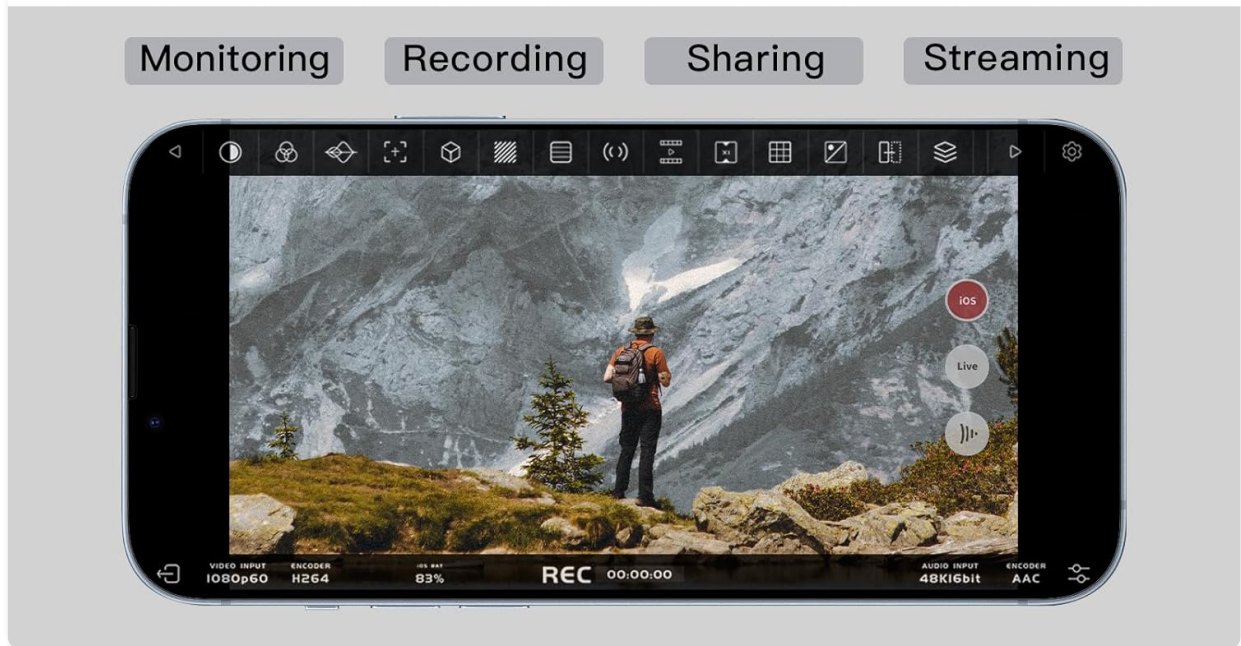 Monitoring Recording Sharing Streaming
iOS
Live
VIDEO INPUT ENCODER iOS BAT AUDIO INPUT ENCODER
1080p60 H264 83% REC 00:00:00 48K16bit AAC